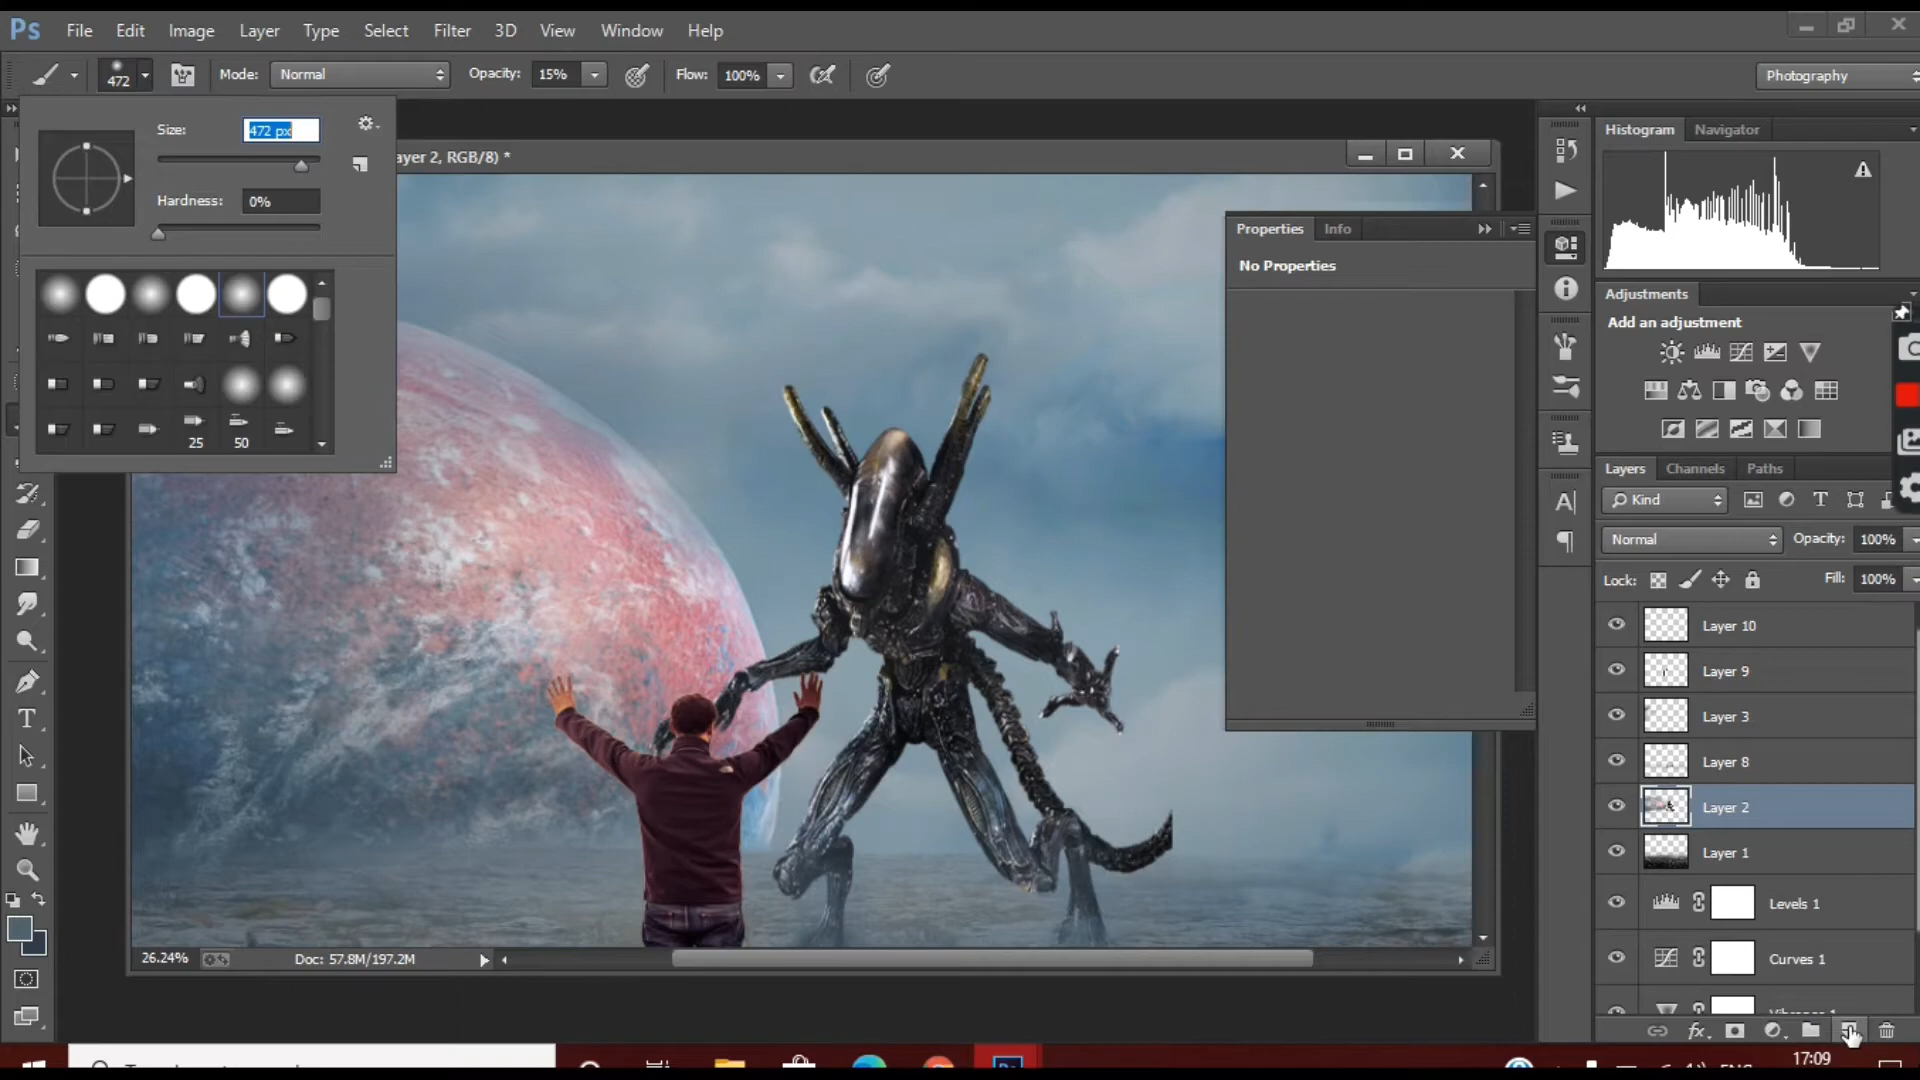 Ps File Edit Image Layer Type Select Filter 3D View Window Help
472 Mode: Normal Opacity: 15% Flow: 100% Photography
Size: 472 px
Hardness: 0%
25 50
ayer 2, RGB/8) *
26.24% Doc: 57.8M/197.2M
Properties Info
No Properties
Histogram Navigator
Adjustments
Add an adjustment
Layers Channels Paths
Kind
Normal Opacity: 100%
Lock: Fill: 100%
Layer 10
Layer 9
Layer 3
Layer 8
Layer 2
Layer 1
Levels 1
Curves 1
17:09